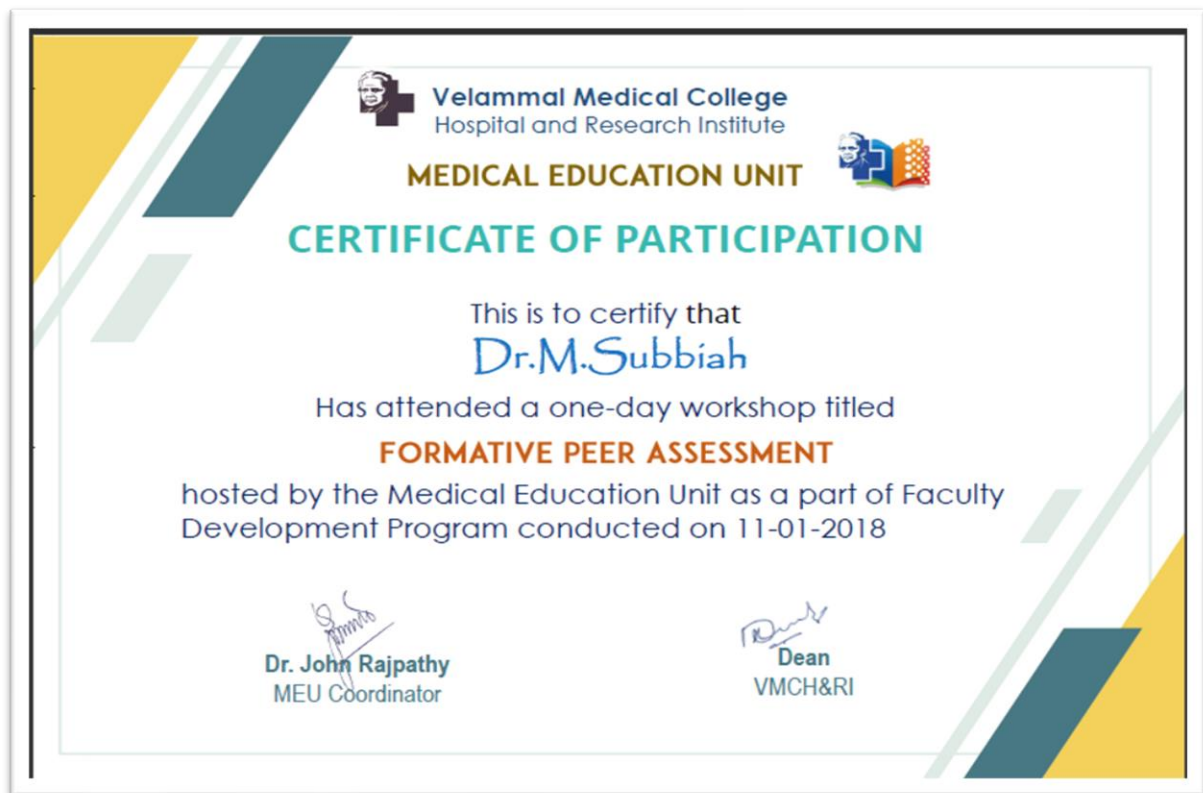 Velammal Medical College
Hospital and Research Institute
MEDICAL EDUCATION UNIT
CERTIFICATE OF PARTICIPATION
This is to certify that
Dr.M.Subbiah
Has attended a one-day workshop titled
FORMATIVE PEER ASSESSMENT
hosted by the Medical Education Unit as a part of Faculty
Development Program conducted on 11-01-2018
Dr. John Rajpathy
MEU Coordinator
Dean
VMCH&RI